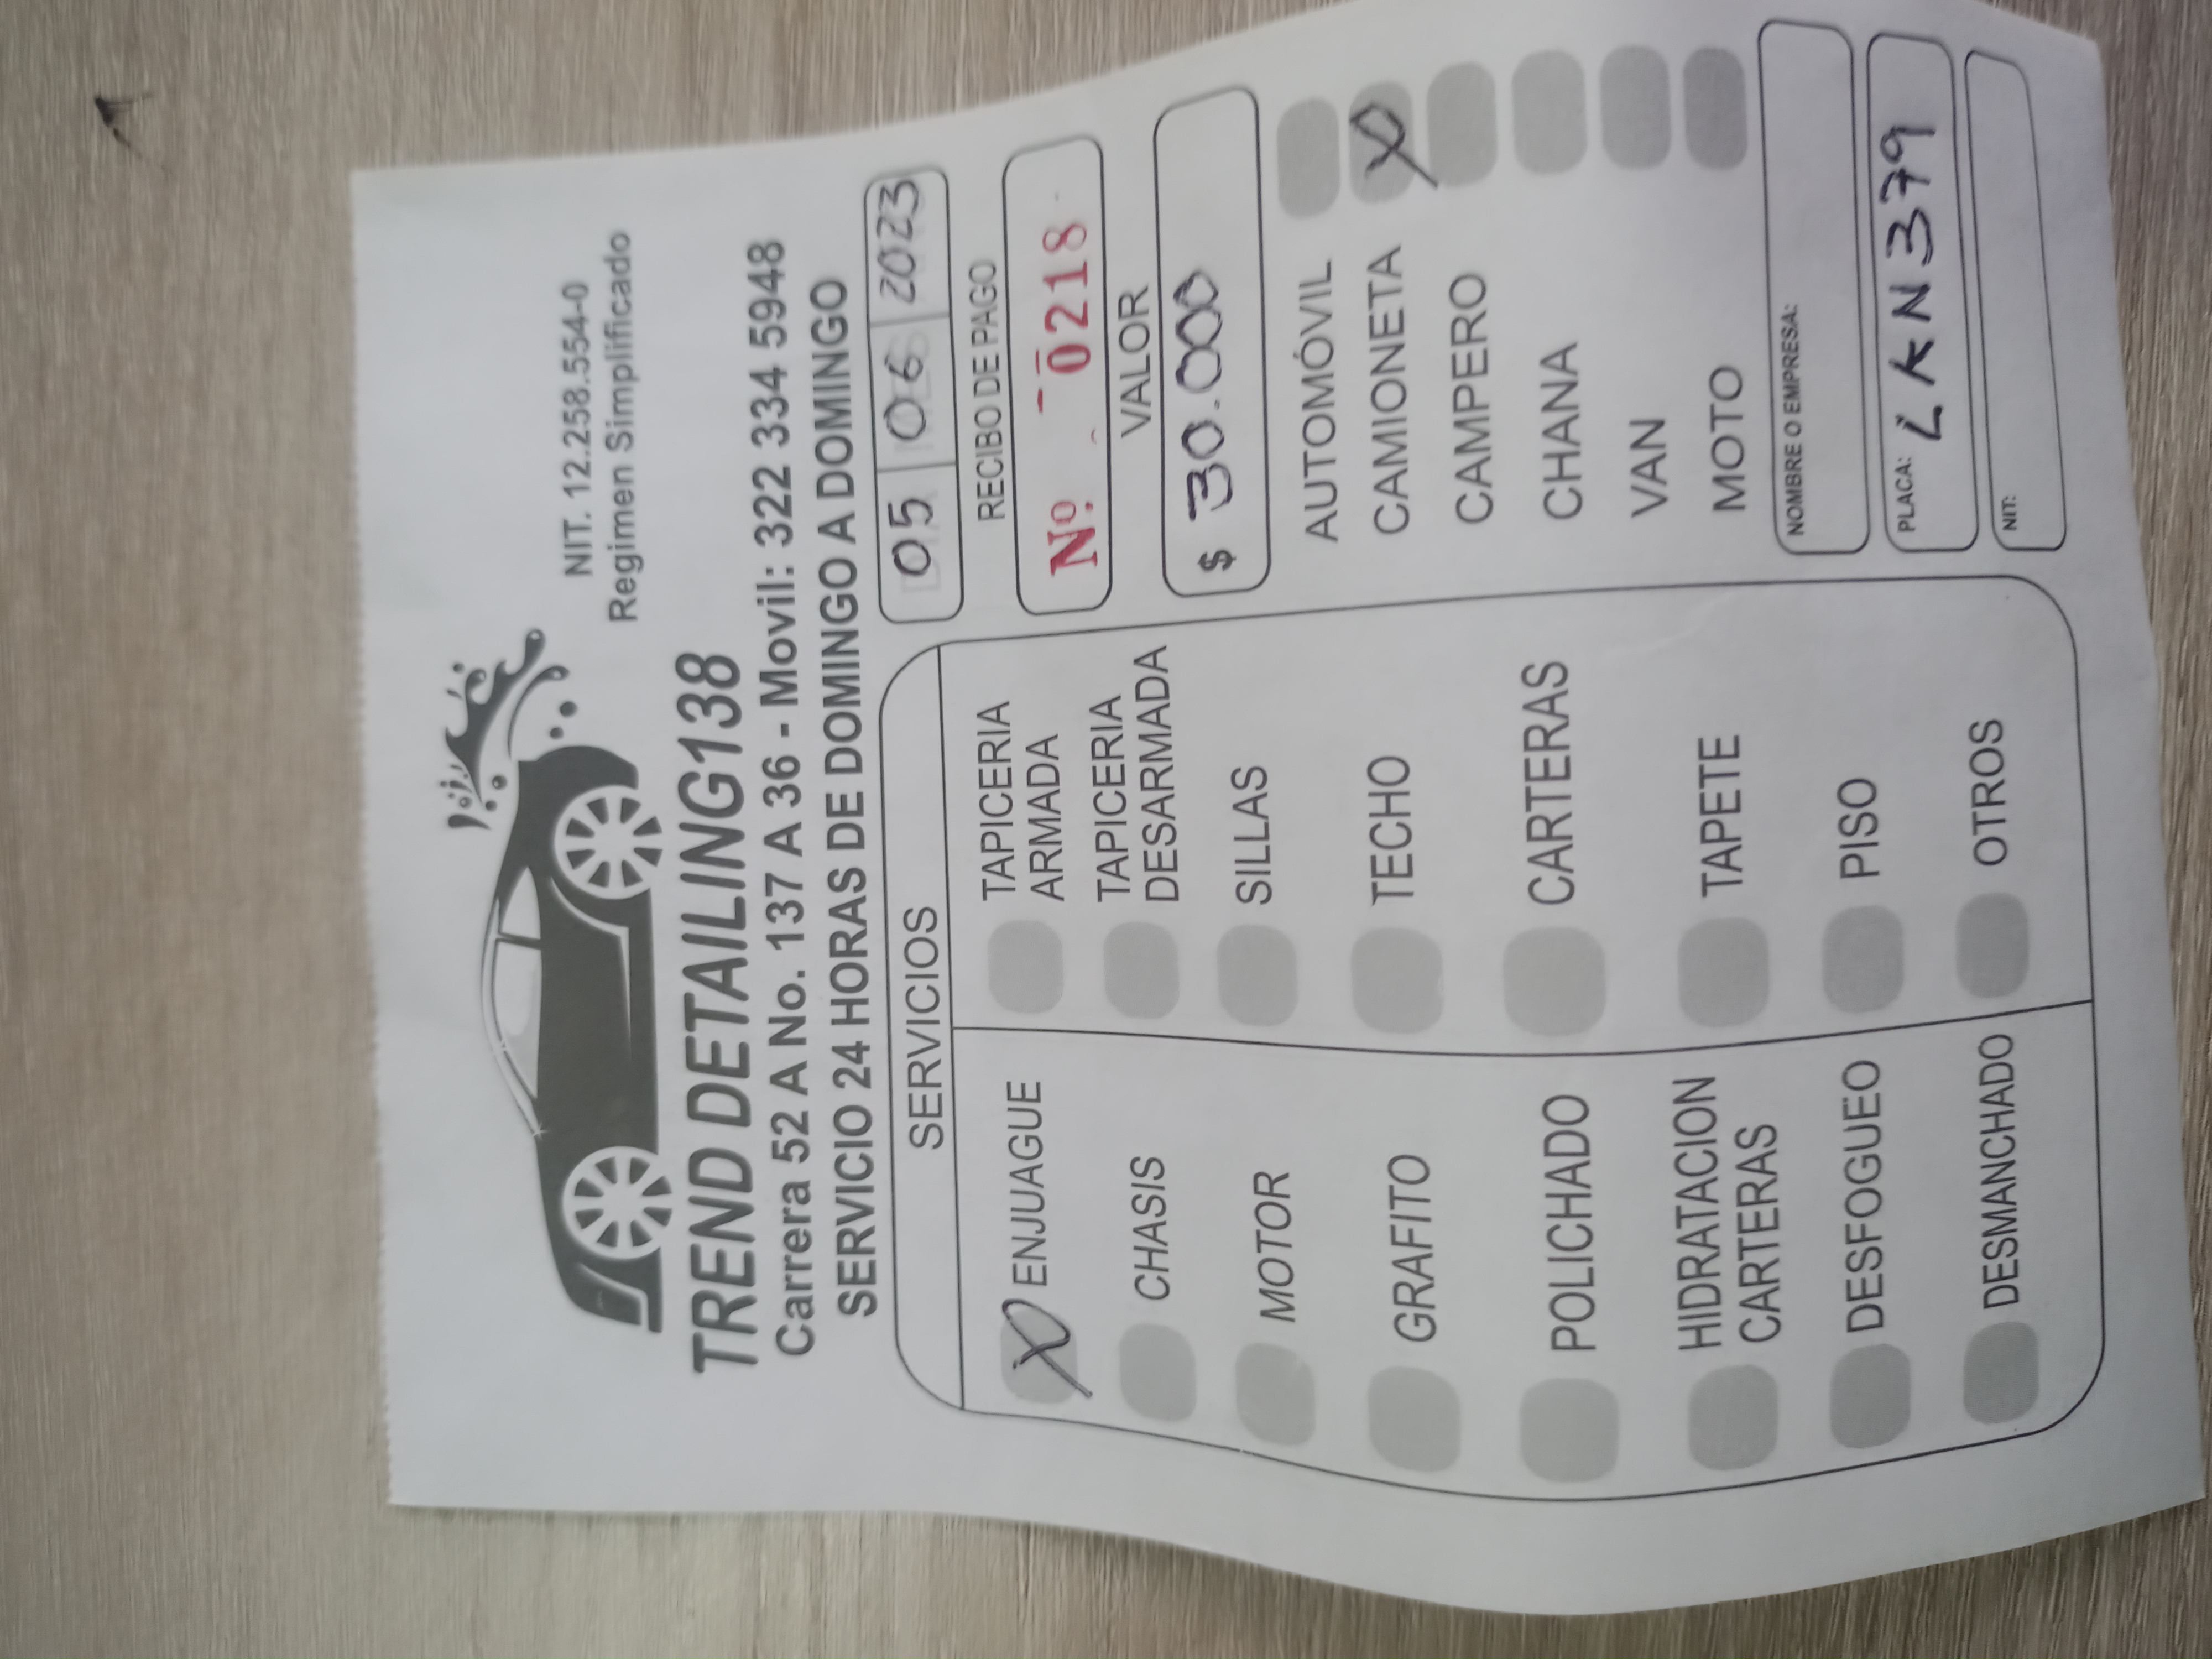 NIT. 12.258.554-0
Regimen Simplificado
TREND DETAILING138
Carrera 52 A No. 137 A 36 - Movil: 322 334 5948
SERVICIO 24 HORAS DE DOMINGO A DOMINGO
SERVICIOS
X ENJUAGUE
CHASIS
MOTOR
GRAFITO
POLICHADO
HIDRATACION
CARTERAS
DESFOGUEO
DESMANCHADO
TAPICERIA
ARMADA
TAPICERIA
DESARMADA
SILLAS
TECHO
CARTERAS
TAPETE
PISO
OTROS
05 06 2023
RECIBO DE PAGO
Nº. 0218
VALOR
$ 30.000
AUTOMÓVIL
CAMIONETA X
CAMPERO
CHANA
VAN
MOTO
NOMBRE O EMPRESA:
PLACA: LKN379
NIT: